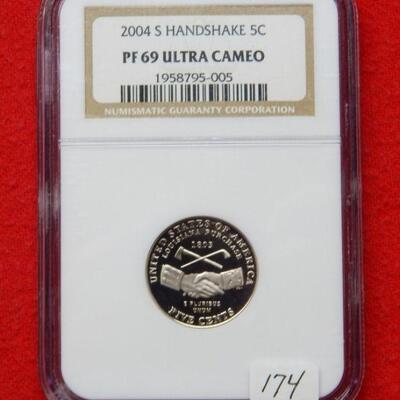 2004 S HANDSHAKE 5C
PF 69 ULTRA CAMEO
1958795-005
NUMISMATIC GUARANTY CORPORATION
UNITED STATES OF AMERICA
LOUISIANA PURCHASE
1803
E PLURIBUS
UNUM
FIVE CENTS
174